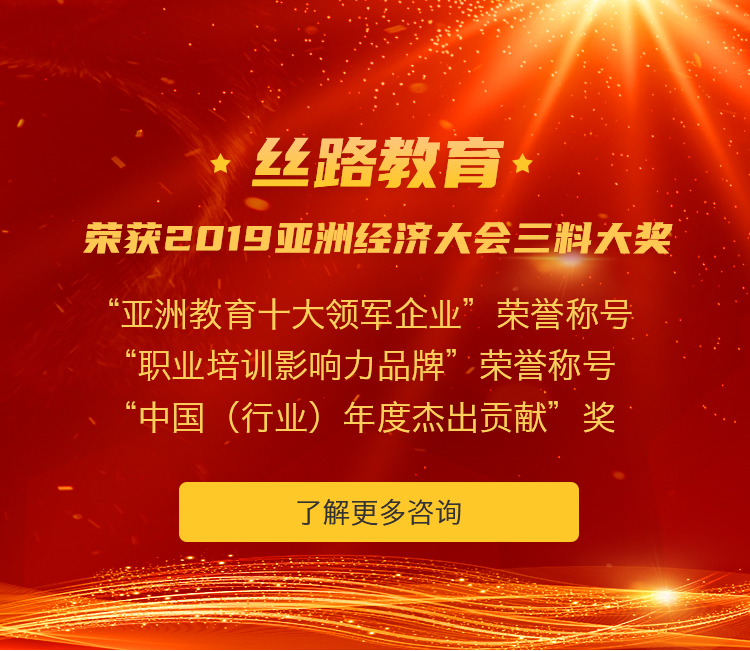 丝路教育
荣获2019亚洲经济大会三料大奖
“亚洲教育十大领军企业”荣誉称号
“职业培训影响力品牌”荣誉称号
“中国（行业）年度杰出贡献”奖
了解更多咨询